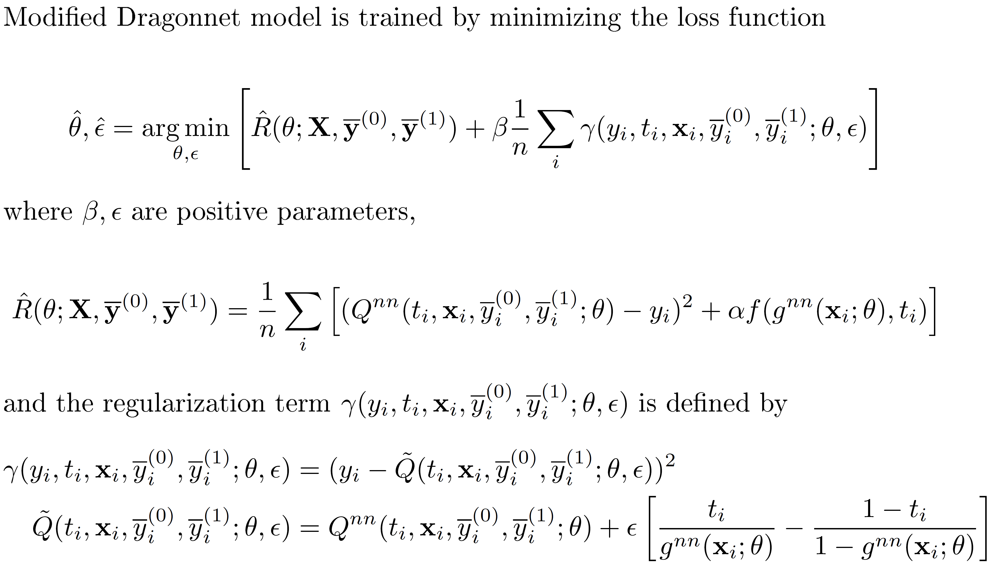 Modified Dragonnet model is trained by minimizing the loss function
$\hat{\theta}, \hat{\epsilon} = \underset{\theta, \epsilon}{\arg\min} \left[ \hat{R}(\theta; \mathbf{X}, \overline{\mathbf{y}}^{(0)}, \overline{\mathbf{y}}^{(1)}) + \beta \frac{1}{n} \sum_{i} \gamma(y_i, t_i, \mathbf{x}_i, \overline{y}_i^{(0)}, \overline{y}_i^{(1)}; \theta, \epsilon) \right]$
where $\beta, \epsilon$ are positive parameters,
$\hat{R}(\theta; \mathbf{X}, \overline{\mathbf{y}}^{(0)}, \overline{\mathbf{y}}^{(1)}) = \frac{1}{n} \sum_{i} \left[ (Q^{nn}(t_i, \mathbf{x}_i, \overline{y}_i^{(0)}, \overline{y}_i^{(1)}; \theta) - y_i)^2 + \alpha f(g^{nn}(\mathbf{x}_i; \theta), t_i) \right]$
and the regularization term $\gamma(y_i, t_i, \mathbf{x}_i, \overline{y}_i^{(0)}, \overline{y}_i^{(1)}; \theta, \epsilon)$ is defined by
$\gamma(y_i, t_i, \mathbf{x}_i, \overline{y}_i^{(0)}, \overline{y}_i^{(1)}; \theta, \epsilon) = (y_i - \tilde{Q}(t_i, \mathbf{x}_i, \overline{y}_i^{(0)}, \overline{y}_i^{(1)}; \theta, \epsilon))^2$
$\tilde{Q}(t_i, \mathbf{x}_i, \overline{y}_i^{(0)}, \overline{y}_i^{(1)}; \theta, \epsilon) = Q^{nn}(t_i, \mathbf{x}_i, \overline{y}_i^{(0)}, \overline{y}_i^{(1)}; \theta) + \epsilon \left[ \frac{t_i}{g^{nn}(\mathbf{x}_i; \theta)} - \frac{1 - t_i}{1 - g^{nn}(\mathbf{x}_i; \theta)} \right]$